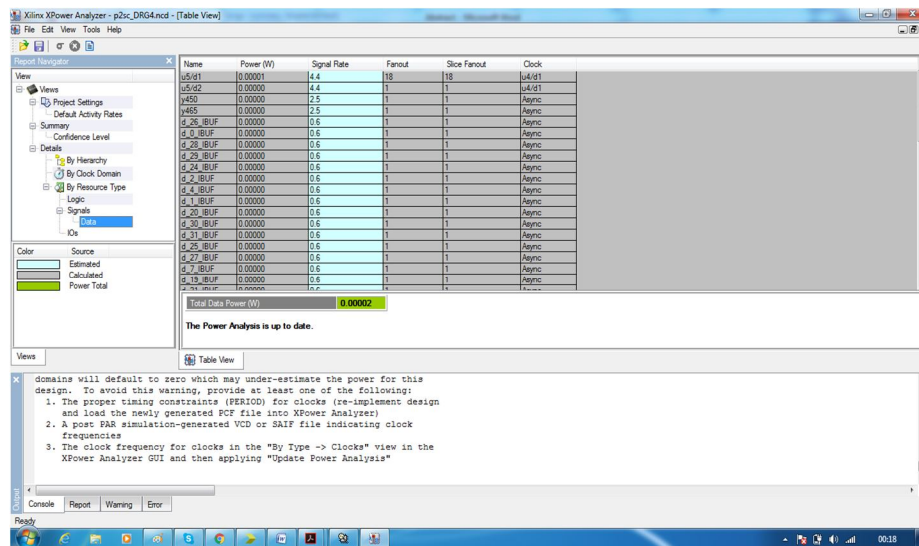 Xilinx XPower Analyzer - p2sc_DRG4.ncd - [Table View]
File Edit View Tools Help
Report Navigator
View
Views
Project Settings
Default Activity Rates
Summary
Confidence Level
Details
By Hierarchy
By Clock Domain
By Resource Type
Logic
Signals
Data
IOs
Color Source
Estimated
Calculated
Power Total
Views
Name Power (W) Signal Rate Fanout Slice Fanout Clock
u5/d1 0.00001 4.4 18 18 u4/d1
u5/d2 0.00000 4.4 1 1 u4/d1
y450 0.00000 2.5 1 1 Async
y465 0.00000 2.5 1 1 Async
d_26_IBUF 0.00000 0.6 1 1 Async
d_0_IBUF 0.00000 0.6 1 1 Async
d_28_IBUF 0.00000 0.6 1 1 Async
d_29_IBUF 0.00000 0.6 1 1 Async
d_24_IBUF 0.00000 0.6 1 1 Async
d_2_IBUF 0.00000 0.6 1 1 Async
d_4_IBUF 0.00000 0.6 1 1 Async
d_1_IBUF 0.00000 0.6 1 1 Async
d_20_IBUF 0.00000 0.6 1 1 Async
d_30_IBUF 0.00000 0.6 1 1 Async
d_31_IBUF 0.00000 0.6 1 1 Async
d_25_IBUF 0.00000 0.6 1 1 Async
d_27_IBUF 0.00000 0.6 1 1 Async
d_7_IBUF 0.00000 0.6 1 1 Async
d_19_IBUF 0.00000 0.6 1 1 Async
Total Data Power (W) 0.00002
The Power Analysis is up to date.
Table View
domains will default to zero which may under-estimate the power for this
design. To avoid this warning, provide at least one of the following:
1. The proper timing constraints (PERIOD) for clocks (re-implement design
and load the newly generated PCF file into XPower Analyzer)
2. A post PAR simulation-generated VCD or SAIF file indicating clock
frequencies
3. The clock frequency for clocks in the "By Type -> Clocks" view in the
XPower Analyzer GUI and then applying "Update Power Analysis"
Output
Console Report Warning Error
Ready
00:18